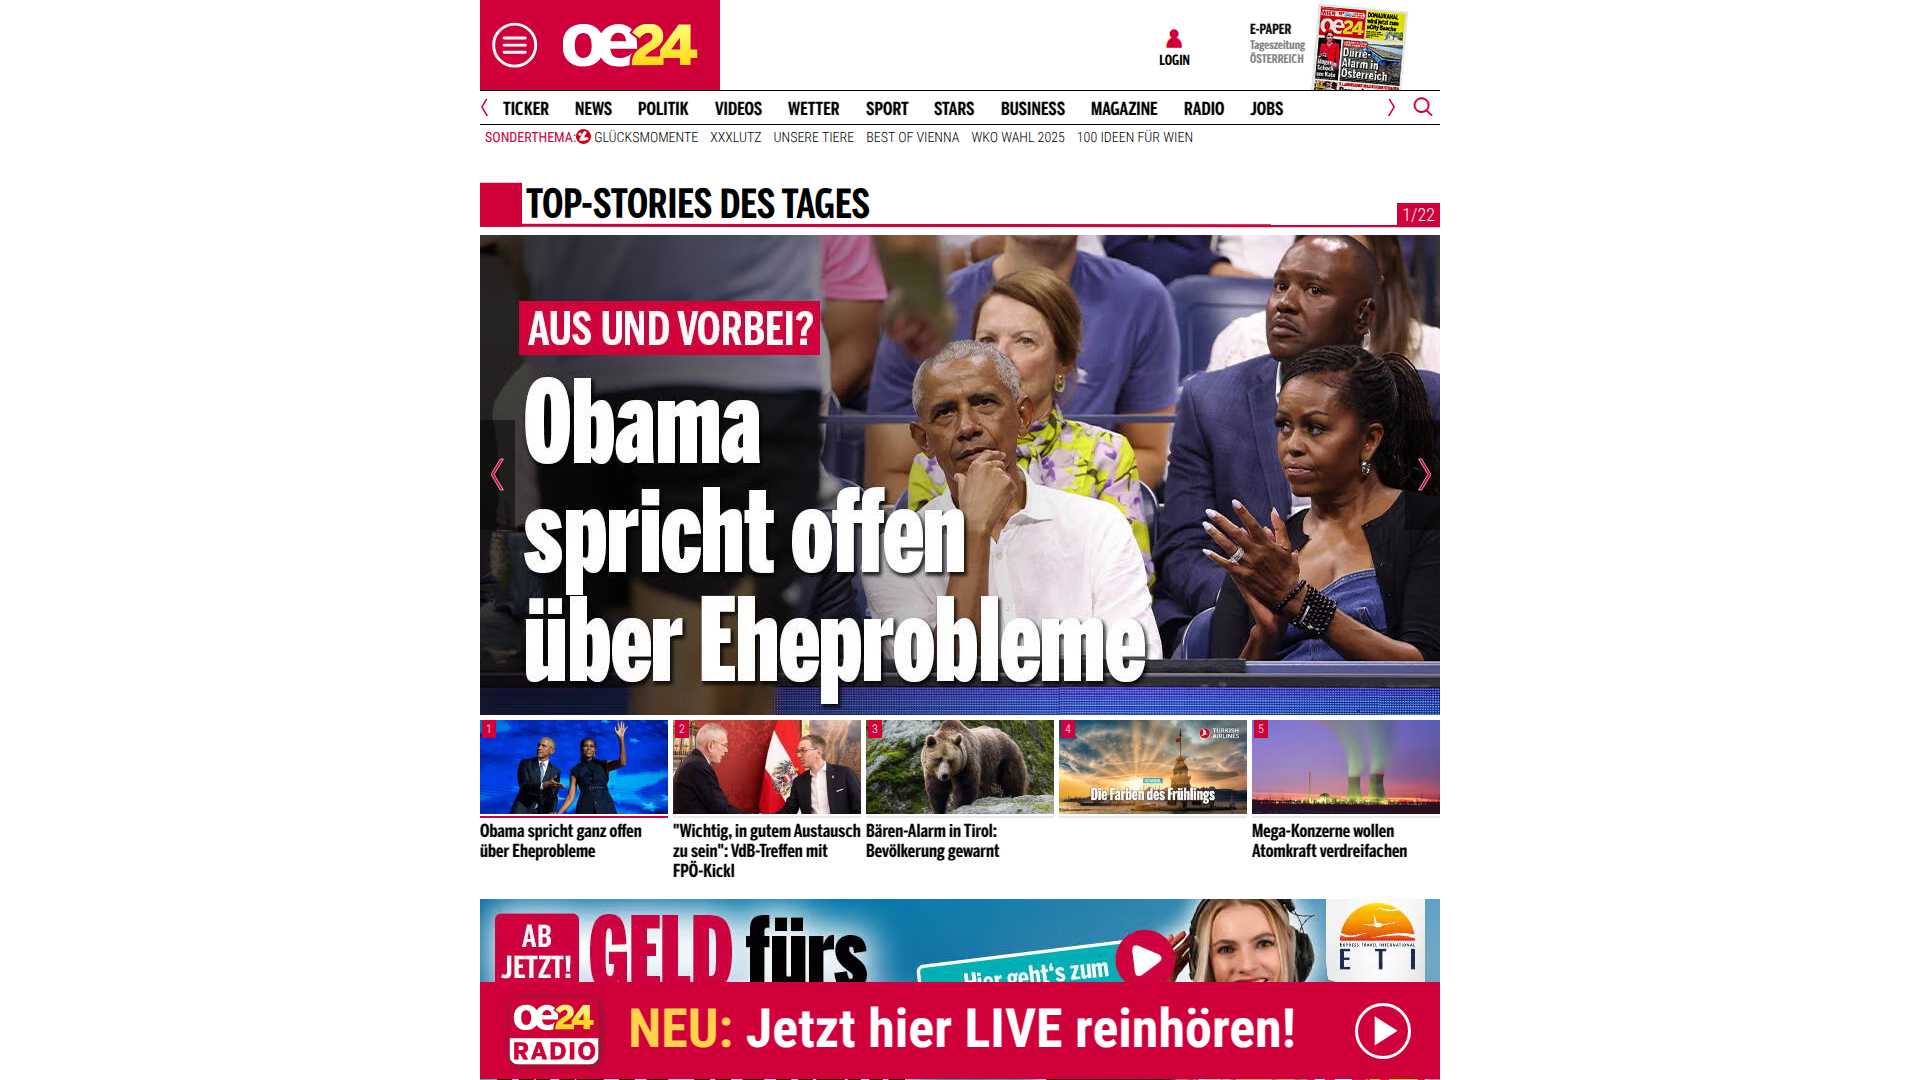 oe24
LOGIN
E-PAPER
Tageszeitung
ÖSTERREICH
oe24
Dürre-
Alarm in
Österreich
TICKER NEWS POLITIK VIDEOS WETTER SPORT STARS BUSINESS MAGAZINE RADIO JOBS
SONDERTHEMA: GLÜCKSMOMENTE XXXLUTZ UNSERE TIERE BEST OF VIENNA WKO WAHL 2025 100 IDEEN FÜR WIEN
TOP-STORIES DES TAGES
1/22
AUS UND VORBEI?
Obama
spricht offen
über Eheprobleme
1
2
3
4
5
TURKISH
AIRLINES
Die Farben des Frühlings
Obama spricht ganz offen
über Eheprobleme
"Wichtig, in gutem Austausch
zu sein": VdB-Treffen mit
FPÖ-Kickl
Bären-Alarm in Tirol:
Bevölkerung gewarnt
Mega-Konzerne wollen
Atomkraft verdreifachen
AB
JETZT!
GELD fürs
Hier geht's zum
EXPRESS TRAVEL INTERNATIONAL
ETI
oe24
RADIO
NEU: Jetzt hier LIVE reinhören!